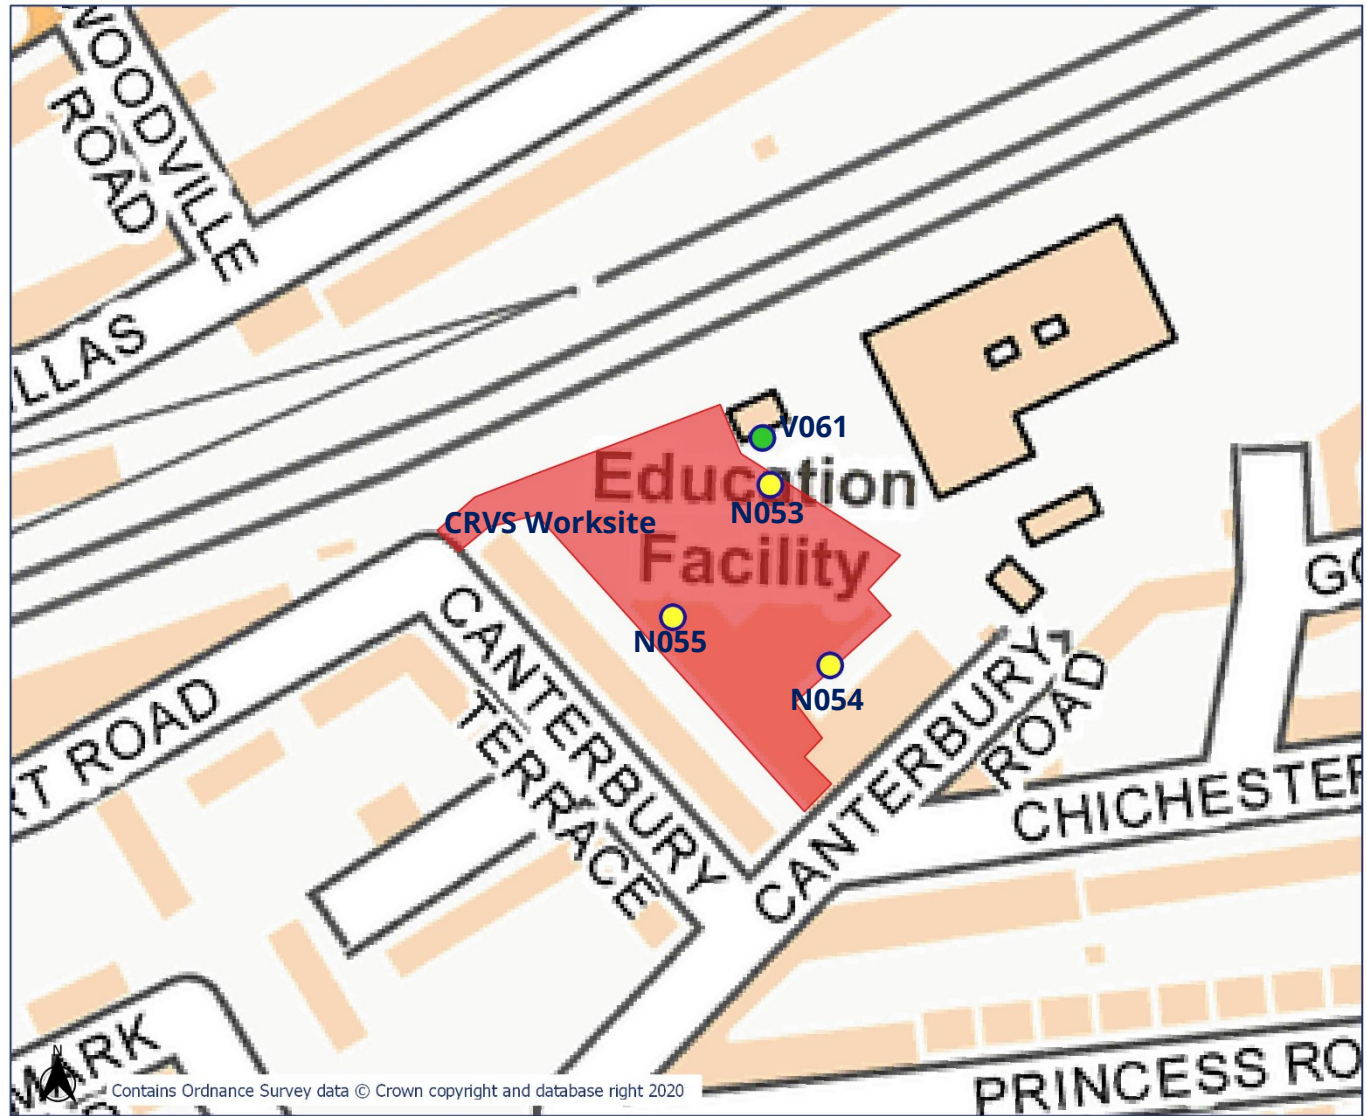 WOODVILLE
ROAD
LLAS
V061
Education
N053
CRVS Worksite
Facility
N055
N054
CANTERBURY
TERRACE
CANTERBURY
ROAD
RT ROAD
CHICHESTER
MARK
PRINCESS RO
Contains Ordnance Survey data © Crown copyright and database right 2020